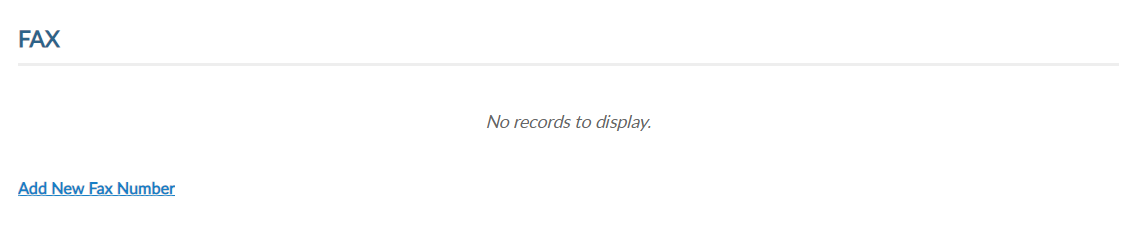 FAX
No records to display.
Add New Fax Number